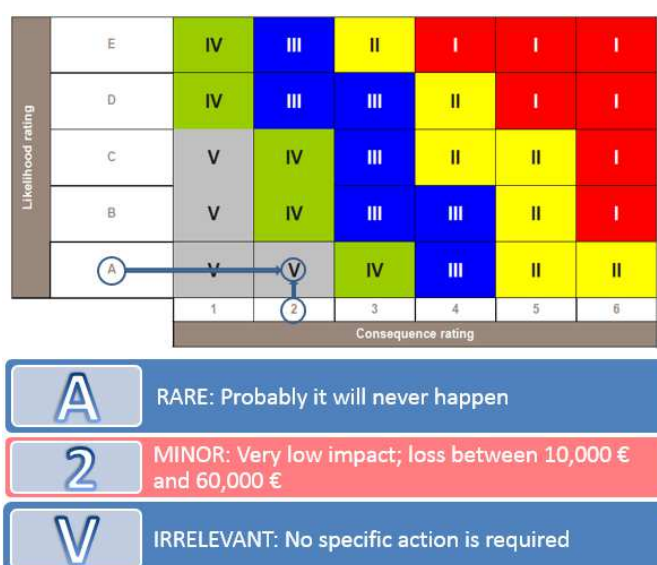 Likelihood rating
E IV III II I I I
D IV III III II I I
C V IV III II II I
B V IV III III II I
A V V IV III II II
1 2 3 4 5 6
Consequence rating
A
RARE: Probably it will never happen
2
MINOR: Very low impact; loss between 10,000 €
and 60,000 €
V
IRRELEVANT: No specific action is required